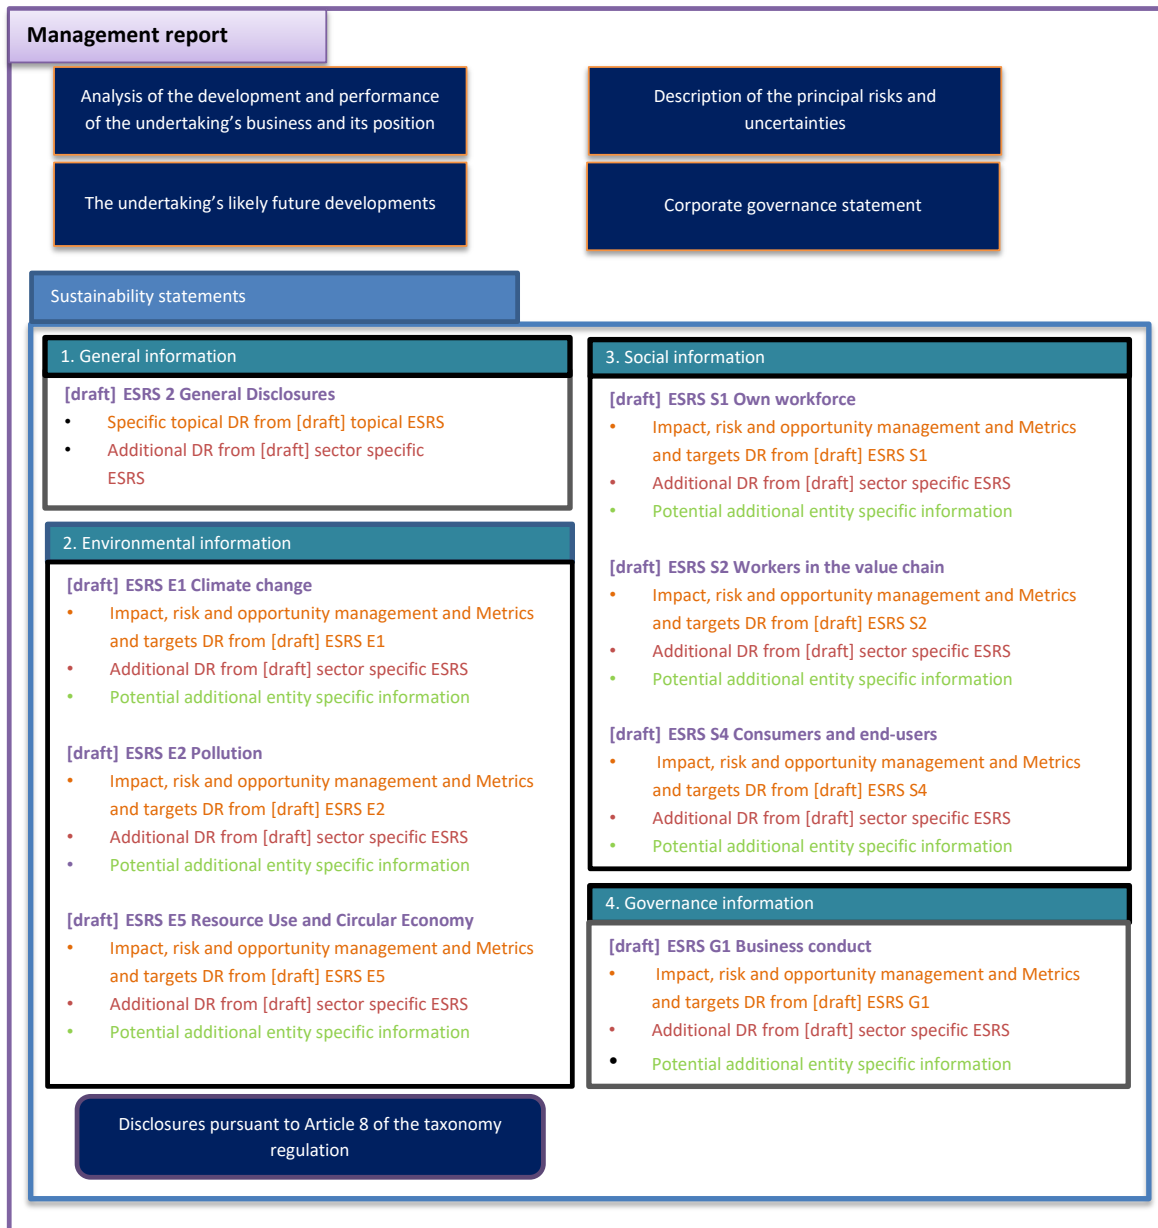 Management report
Analysis of the development and performance
of the undertaking’s business and its position
Description of the principal risks and
uncertainties
The undertaking’s likely future developments
Corporate governance statement
Sustainability statements
1. General information
[draft] ESRS 2 General Disclosures
• Specific topical DR from [draft] topical ESRS
• Additional DR from [draft] sector specific
ESRS
2. Environmental information
[draft] ESRS E1 Climate change
• Impact, risk and opportunity management and Metrics
and targets DR from [draft] ESRS E1
• Additional DR from [draft] sector specific ESRS
• Potential additional entity specific information
[draft] ESRS E2 Pollution
• Impact, risk and opportunity management and Metrics
and targets DR from [draft] ESRS E2
• Additional DR from [draft] sector specific ESRS
• Potential additional entity specific information
[draft] ESRS E5 Resource Use and Circular Economy
• Impact, risk and opportunity management and Metrics
and targets DR from [draft] ESRS E5
• Additional DR from [draft] sector specific ESRS
• Potential additional entity specific information
Disclosures pursuant to Article 8 of the taxonomy
regulation
3. Social information
[draft] ESRS S1 Own workforce
• Impact, risk and opportunity management and Metrics
and targets DR from [draft] ESRS S1
• Additional DR from [draft] sector specific ESRS
• Potential additional entity specific information
[draft] ESRS S2 Workers in the value chain
• Impact, risk and opportunity management and Metrics
and targets DR from [draft] ESRS S2
• Additional DR from [draft] sector specific ESRS
• Potential additional entity specific information
[draft] ESRS S4 Consumers and end-users
• Impact, risk and opportunity management and Metrics
and targets DR from [draft] ESRS S4
• Additional DR from [draft] sector specific ESRS
• Potential additional entity specific information
4. Governance information
[draft] ESRS G1 Business conduct
• Impact, risk and opportunity management and Metrics
and targets DR from [draft] ESRS G1
• Additional DR from [draft] sector specific ESRS
• Potential additional entity specific information